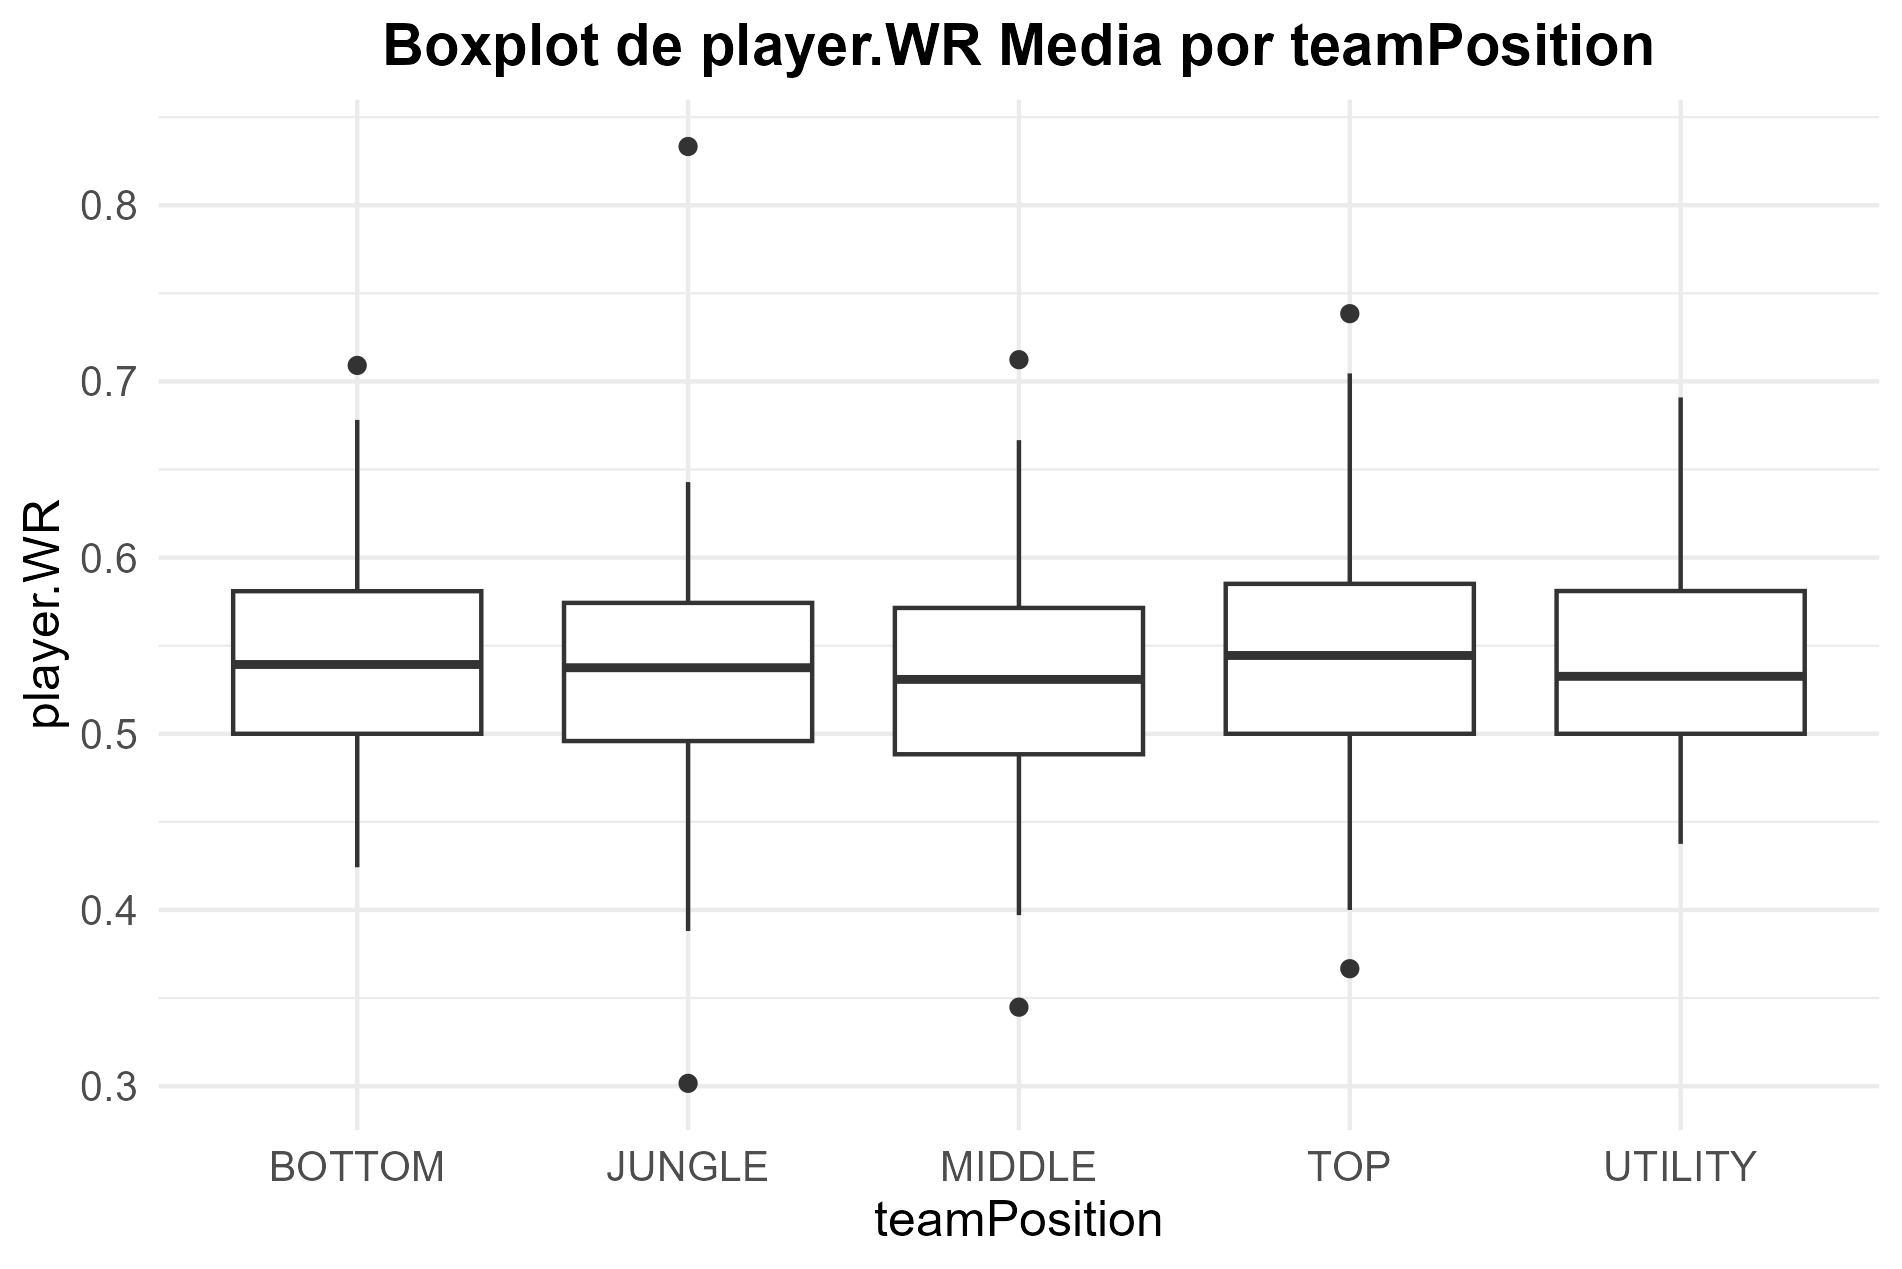 Boxplot de player.WR Media por teamPosition
player.WR
0.8
0.7
0.6
0.5
0.4
0.3
BOTTOM JUNGLE MIDDLE TOP UTILITY
teamPosition